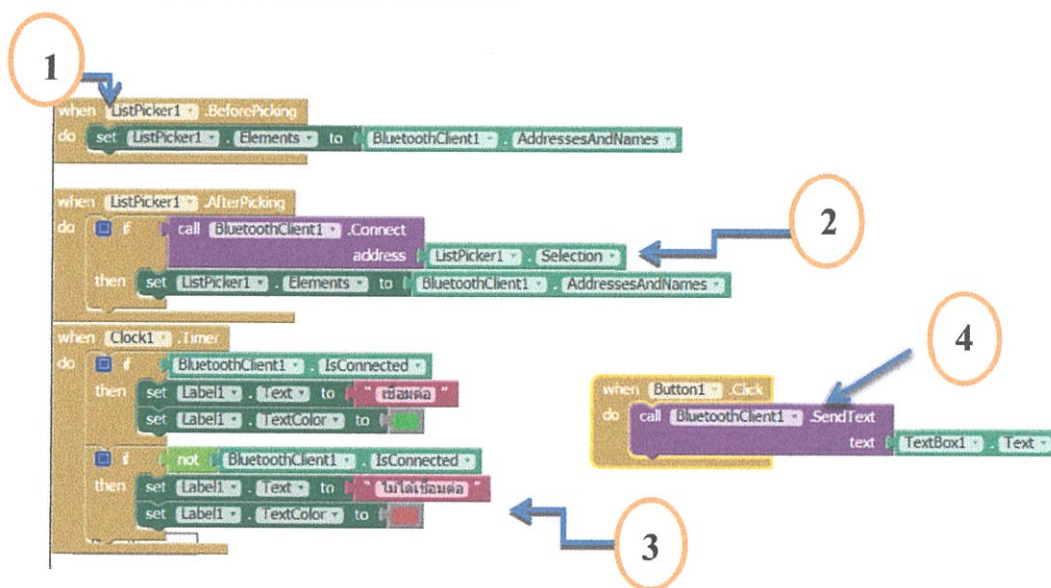 1
when ListPicker1 .BeforePicking
do set ListPicker1 . Elements to BluetoothClient1 . AddressesAndNames
when ListPicker1 .AfterPicking
do if call BluetoothClient1 .Connect
address ListPicker1 . Selection
then set ListPicker1 . Elements to BluetoothClient1 . AddressesAndNames
2
when Clock1 .Timer
do if BluetoothClient1 . IsConnected
then set Label1 . Text to " เชื่อมต่อ "
set Label1 . TextColor to
if not BluetoothClient1 . IsConnected
then set Label1 . Text to " ไม่ได้เชื่อมต่อ "
set Label1 . TextColor to
3
4
when Button1 .Click
do call BluetoothClient1 .SendText
text TextBox1 . Text